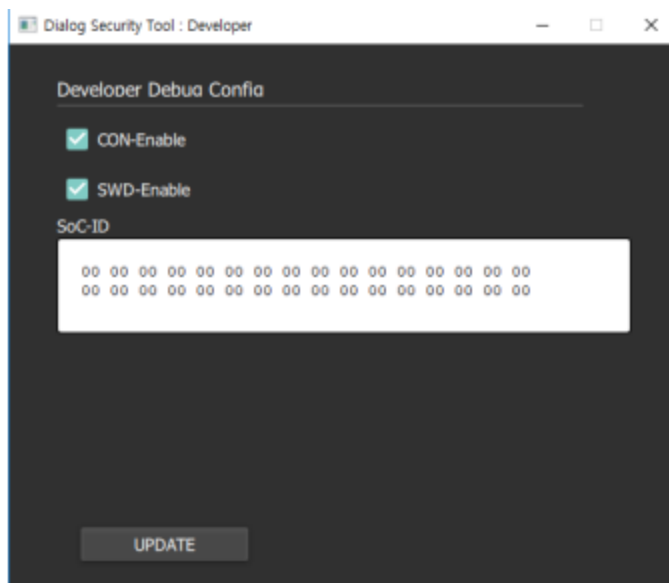 Dialog Security Tool : Developer
Developer Debug Config
CON-Enable
SWD-Enable
SoC-ID
00 00 00 00 00 00 00 00 00 00 00 00 00 00 00 00
00 00 00 00 00 00 00 00 00 00 00 00 00 00 00 00
UPDATE